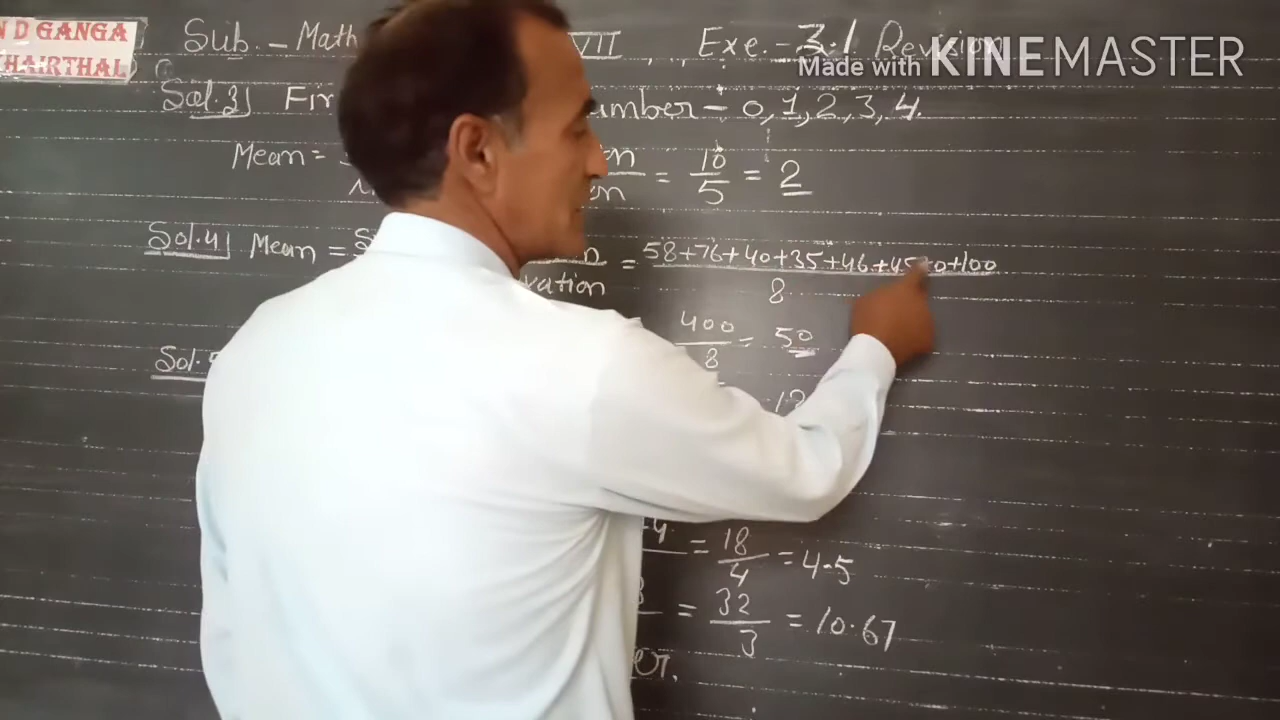 N D GANGA
HAIRTHAL
Sub. - Math VII Exe. - 3.1 Revision
Made with KINEMASTER
Sol.3] Fir umber - 0, 1, 2, 3, 4.
Mean = = 10/5 = 2
Sol.4] Mean = vation = 58+76+40+35+46+45+0+100 / 8
400/8 = 50
Sol.5
= 18/4 = 4.5
= 32/3 = 10.67